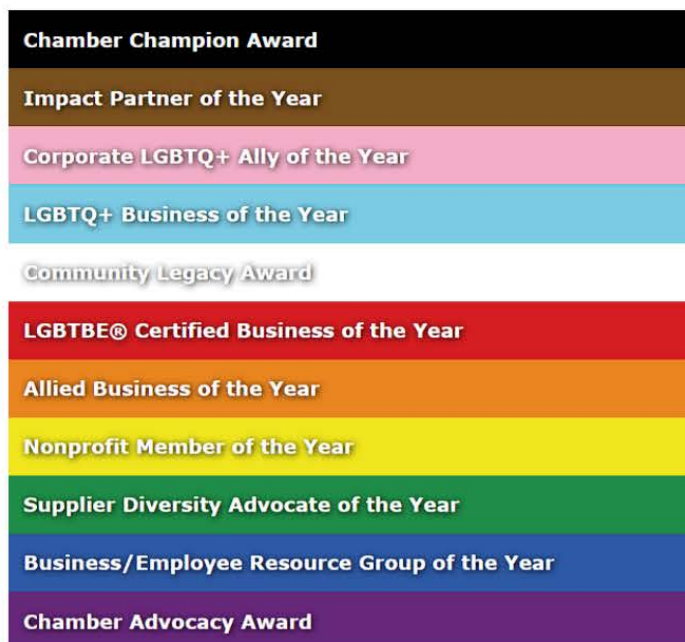 Chamber Champion Award
Impact Partner of the Year
Corporate LGBTQ+ Ally of the Year
LGBTQ+ Business of the Year
Community Legacy Award
LGBTBE® Certified Business of the Year
Allied Business of the Year
Nonprofit Member of the Year
Supplier Diversity Advocate of the Year
Business/Employee Resource Group of the Year
Chamber Advocacy Award